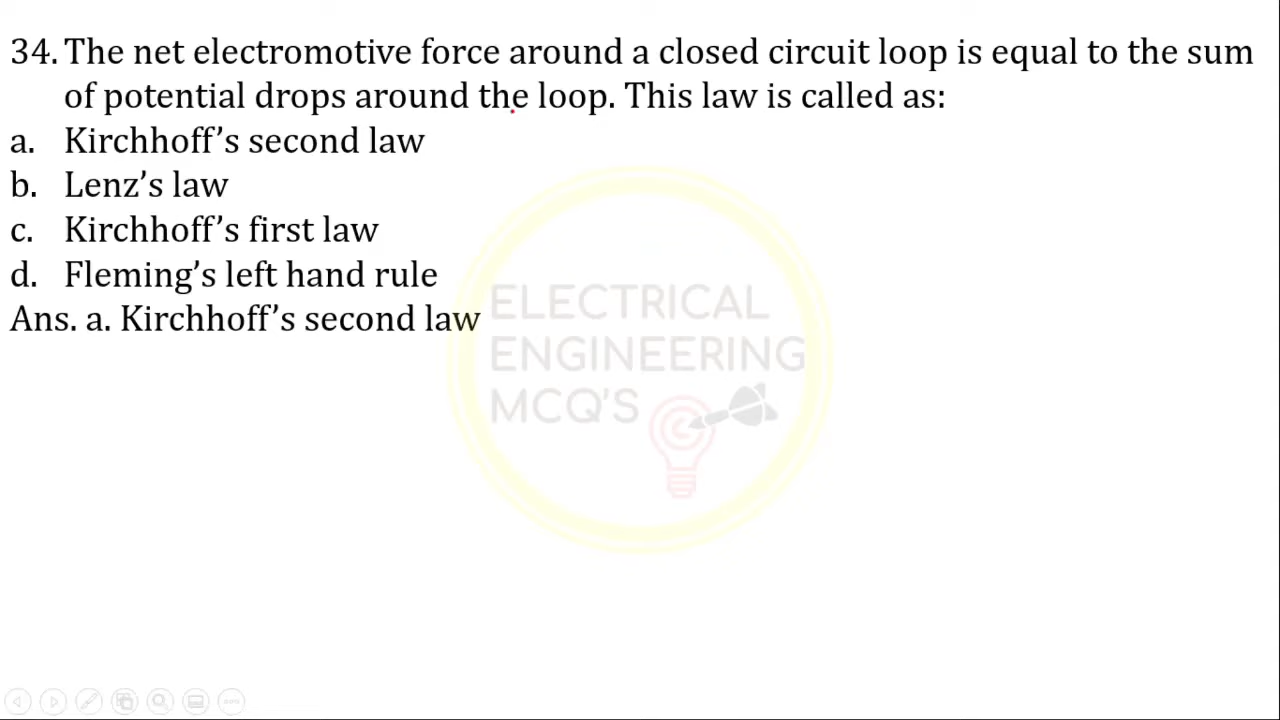 34. The net electromotive force around a closed circuit loop is equal to the sum
of potential drops around the loop. This law is called as:
a. Kirchhoff’s second law
b. Lenz’s law
c. Kirchhoff’s first law
d. Fleming’s left hand rule
Ans. a. Kirchhoff’s second law
ELECTRICAL
ENGINEERING
MCQ'S